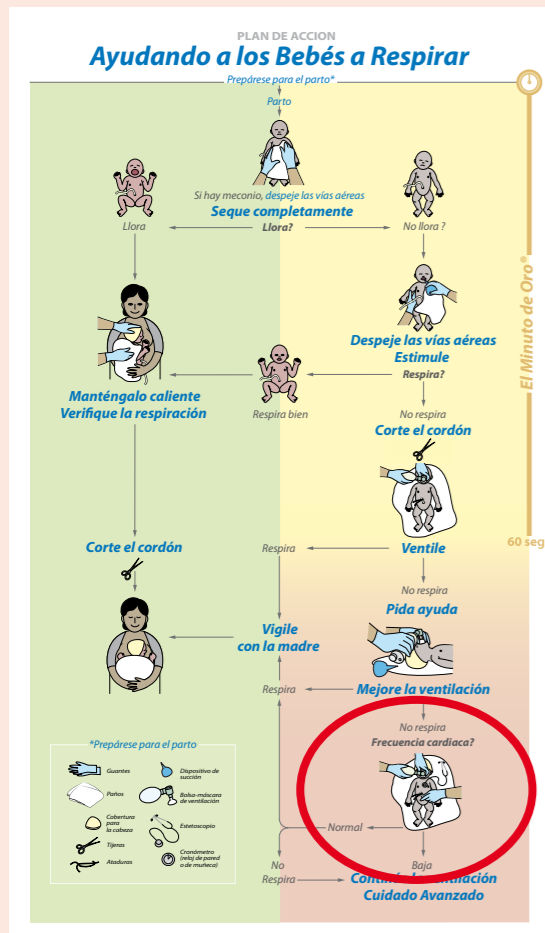 PLAN DE ACCION
Ayudando a los Bebés a Respirar
Prepárese para el parto*
Parto
Si hay meconio, despeje las vías aéreas
Seque completamente
Llora
Llora?
No llora ?
El Minuto de Oro®
Despeje las vías aéreas
Estimule
Respira?
Manténgalo caliente
Verifique la respiración
Respira bien
No respira
Corte el cordón
Corte el cordón
Respira
Ventile
60 seg
No respira
Pida ayuda
Vigile
con la madre
Respira
Mejore la ventilación
No respira
Frecuencia cardiaca?
Normal
Baja
No
Respira
Cuidado Avanzado
*Prepárese para el parto
Guantes
Paños
Cobertura
para
la cabeza
Tijeras
Ataduras
Dispositivo de
succión
Bolsa-máscara
de ventilación
Estetoscopio
Cronómetro
(relaj de pared
o de muñeca)